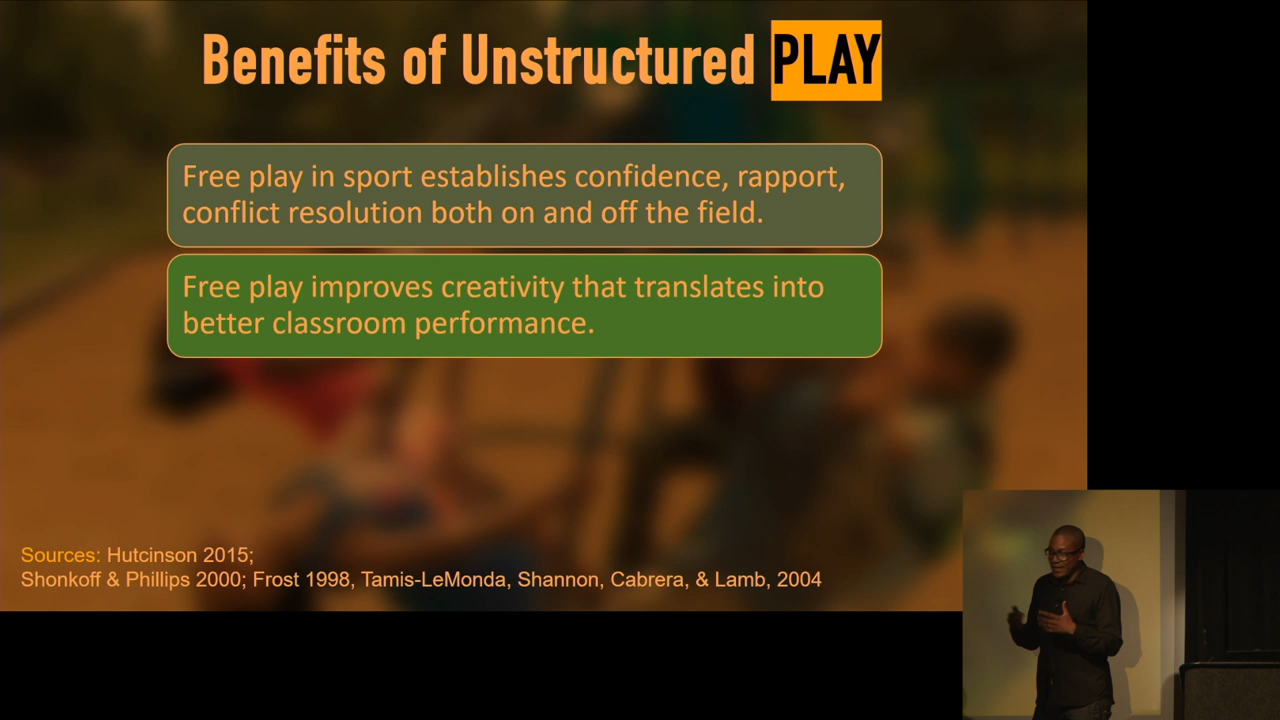 Benefits of Unstructured PLAY
Free play in sport establishes confidence, rapport,
conflict resolution both on and off the field.
Free play improves creativity that translates into
better classroom performance.
Sources: Hutcinson 2015;
Shonkoff & Phillips 2000; Frost 1998, Tamis-LeMonda, Shannon, Cabrera, & Lamb, 2004